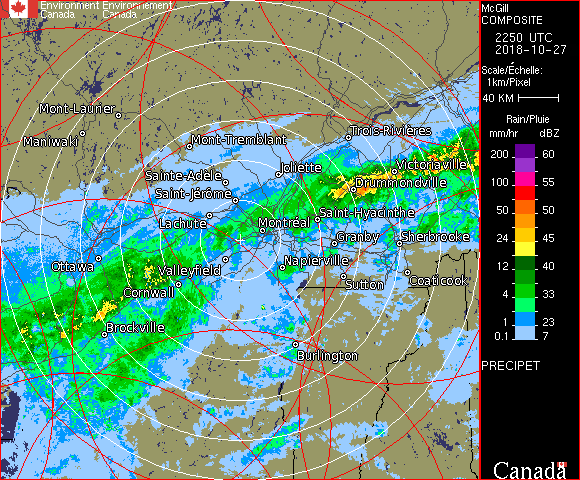 Environment Environnement
Canada Canada
McGill
COMPOSITE
2250 UTC
2018-10-27
Scale/Échelle:
1km/Pixel
40 KM
Rain/Pluie
mm/hr dBZ
200 60
100 55
50 50
24 45
12 40
4 33
1 23
0.1 7
PRECIPET
Canada
Mont-Laurier
Maniwaki
Mont-Tremblant
Trois-Rivières
Sainte-Adèle
Joliette
Victoriaville
Saint-Jérôme
Drummondville
Lachute
Montréal
Saint-Hyacinthe
Granby
Sherbrooke
Ottawa
Valleyfield
Napierville
Cornwall
Sutton
Coaticook
Brockville
Burlington